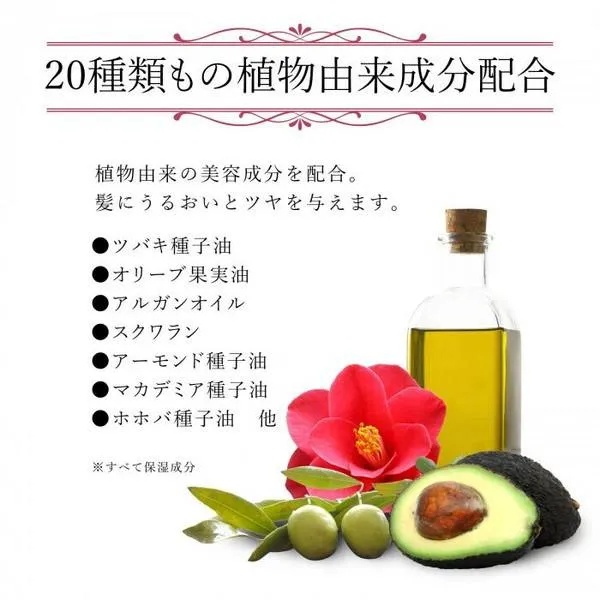 20種類もの植物由来成分配合
植物由来の美容成分を配合。
髪にうるおいとツヤを与えます。
●ツバキ種子油
●オリーブ果実油
●アルガンオイル
●スクワラン
●アーモンド種子油
●マカデミア種子油
●ホホバ種子油　他
※すべて保湿成分